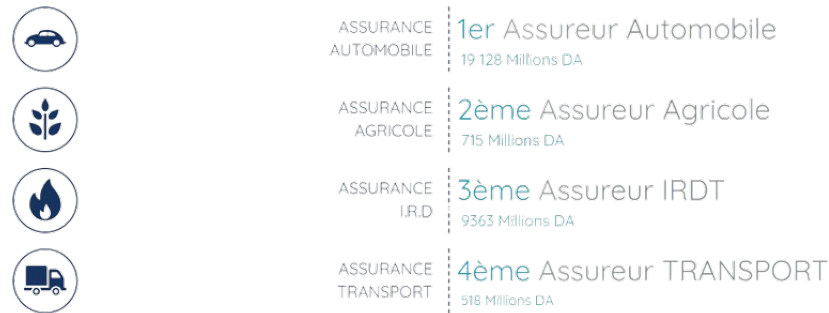 ASSURANCE
AUTOMOBILE
1er Assureur Automobile
19 128 Millions DA
ASSURANCE
AGRICOLE
2ème Assureur Agricole
715 Millions DA
ASSURANCE
I.R.D
3ème Assureur IRDT
9363 Millions DA
ASSURANCE
TRANSPORT
4ème Assureur TRANSPORT
518 Millions DA